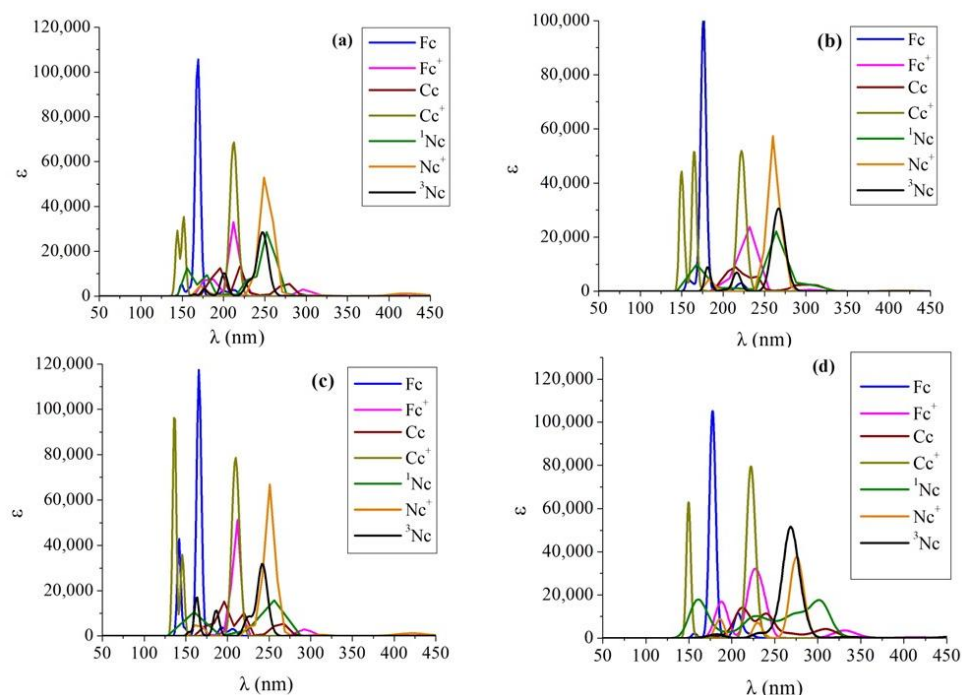 (a)
120,000
100,000
80,000
60,000
40,000
20,000
0
ε
50 100 150 200 250 300 350 400 450
λ (nm)
Fc
Fc⁺
Cc
Cc⁺
¹Nc
Nc⁺
³Nc
(b)
100,000
80,000
60,000
40,000
20,000
0
ε
50 100 150 200 250 300 350 400 450
λ (nm)
Fc
Fc⁺
Cc
Cc⁺
¹Nc
Nc⁺
³Nc
(c)
120,000
100,000
80,000
60,000
40,000
20,000
0
ε
50 100 150 200 250 300 350 400 450
λ (nm)
Fc
Fc⁺
Cc
Cc⁺
¹Nc
Nc⁺
³Nc
(d)
120,000
100,000
80,000
60,000
40,000
20,000
0
ε
50 100 150 200 250 300 350 400 450
λ (nm)
Fc
Fc⁺
Cc
Cc⁺
¹Nc
Nc⁺
³Nc